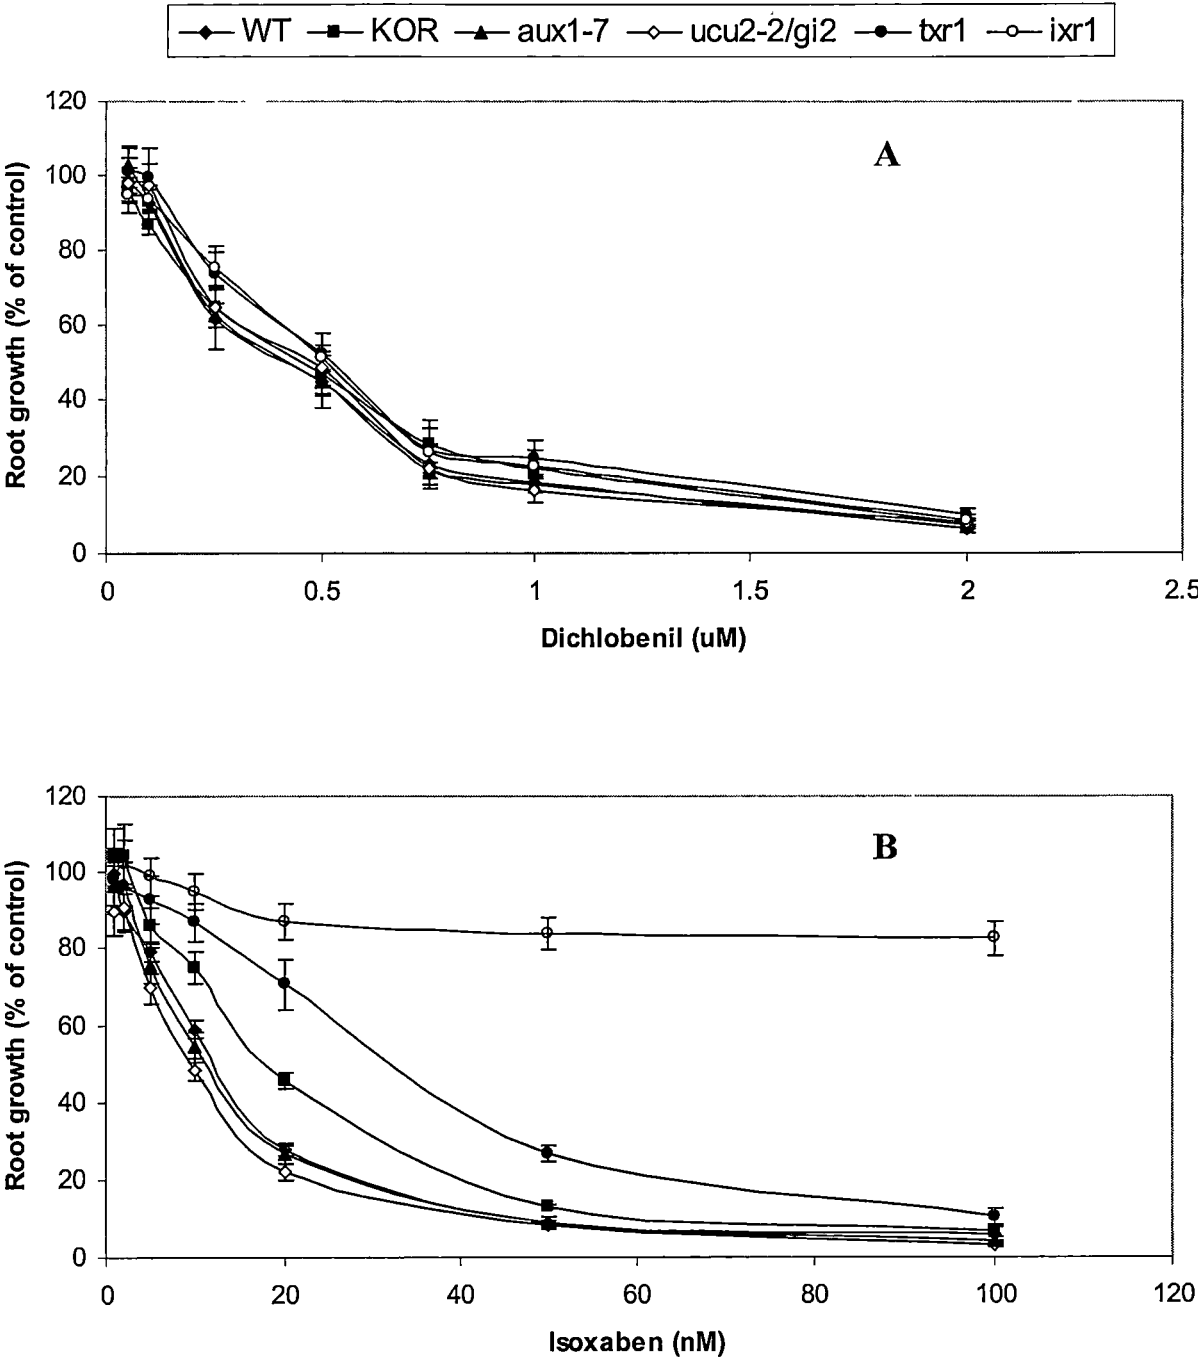 WT KOR aux1-7 ucu2-2/gi2 txr1 ixr1
A
120
100
80
60
40
20
0
Root growth (% of control)
0 0.5 1 1.5 2 2.5
Dichlobenil (uM)
B
120
100
80
60
40
20
0
Root growth (% of control)
0 20 40 60 80 100 120
Isoxaben (nM)